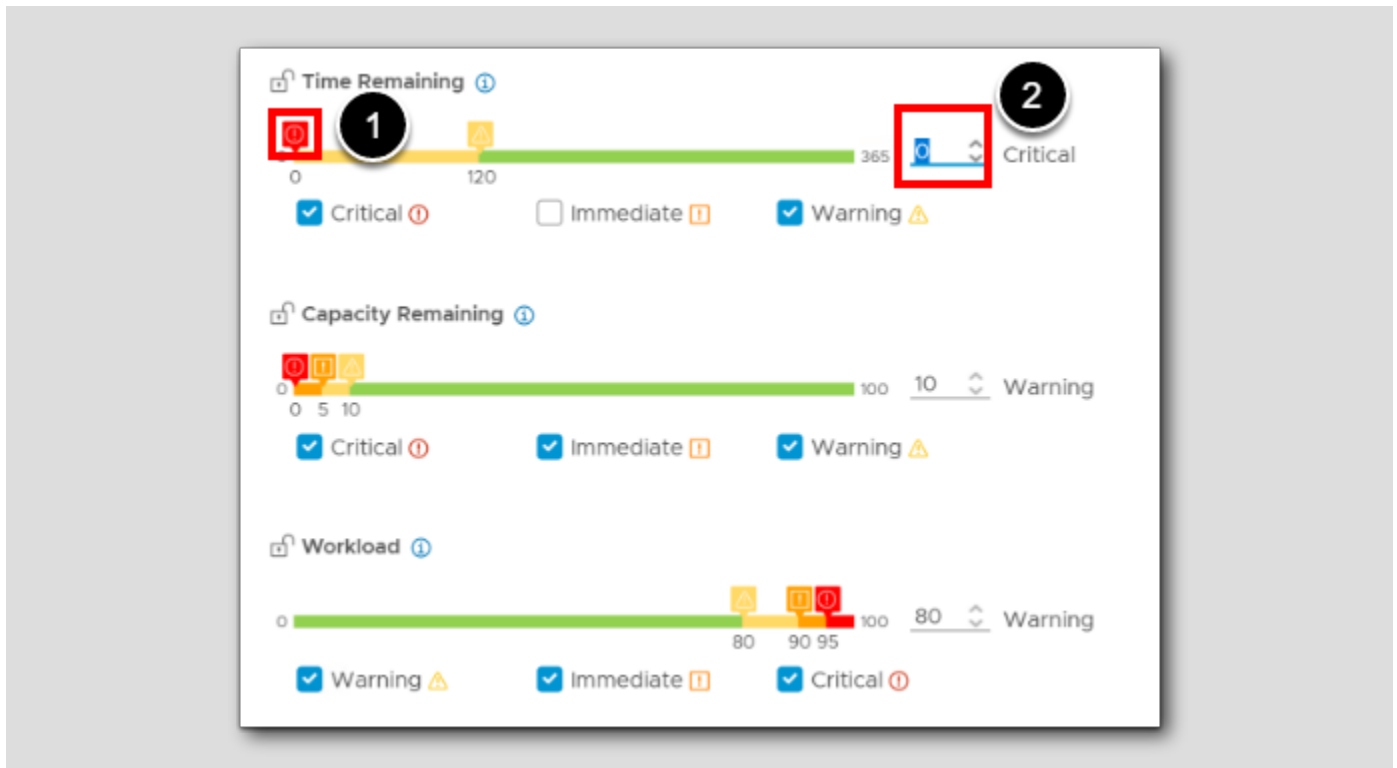 Time Remaining
1
2
0 365 0 Critical
0 120
Critical Immediate Warning
Capacity Remaining
0 100 10 Warning
0 5 10
Critical Immediate Warning
Workload
0 100 80 Warning
80 90 95
Warning Immediate Critical